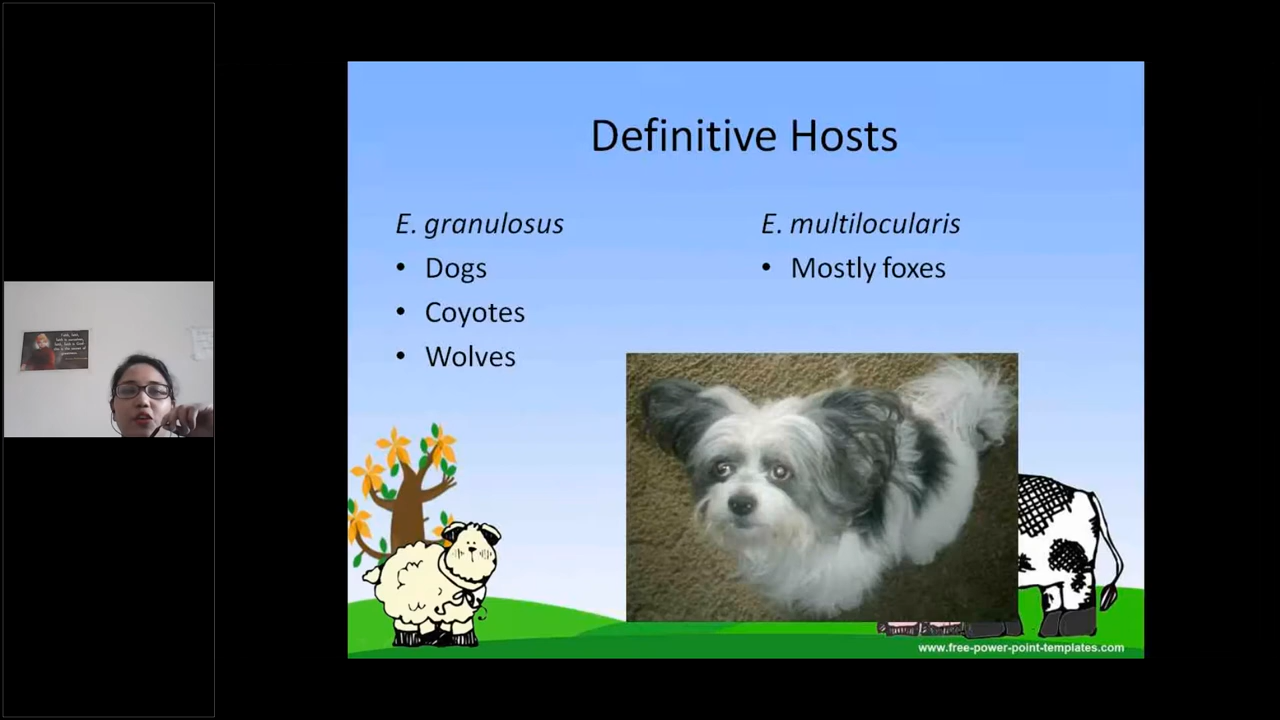 Definitive Hosts
E. granulosus
• Dogs
• Coyotes
• Wolves
E. multilocularis
• Mostly foxes
www.free-power-point-templates.com